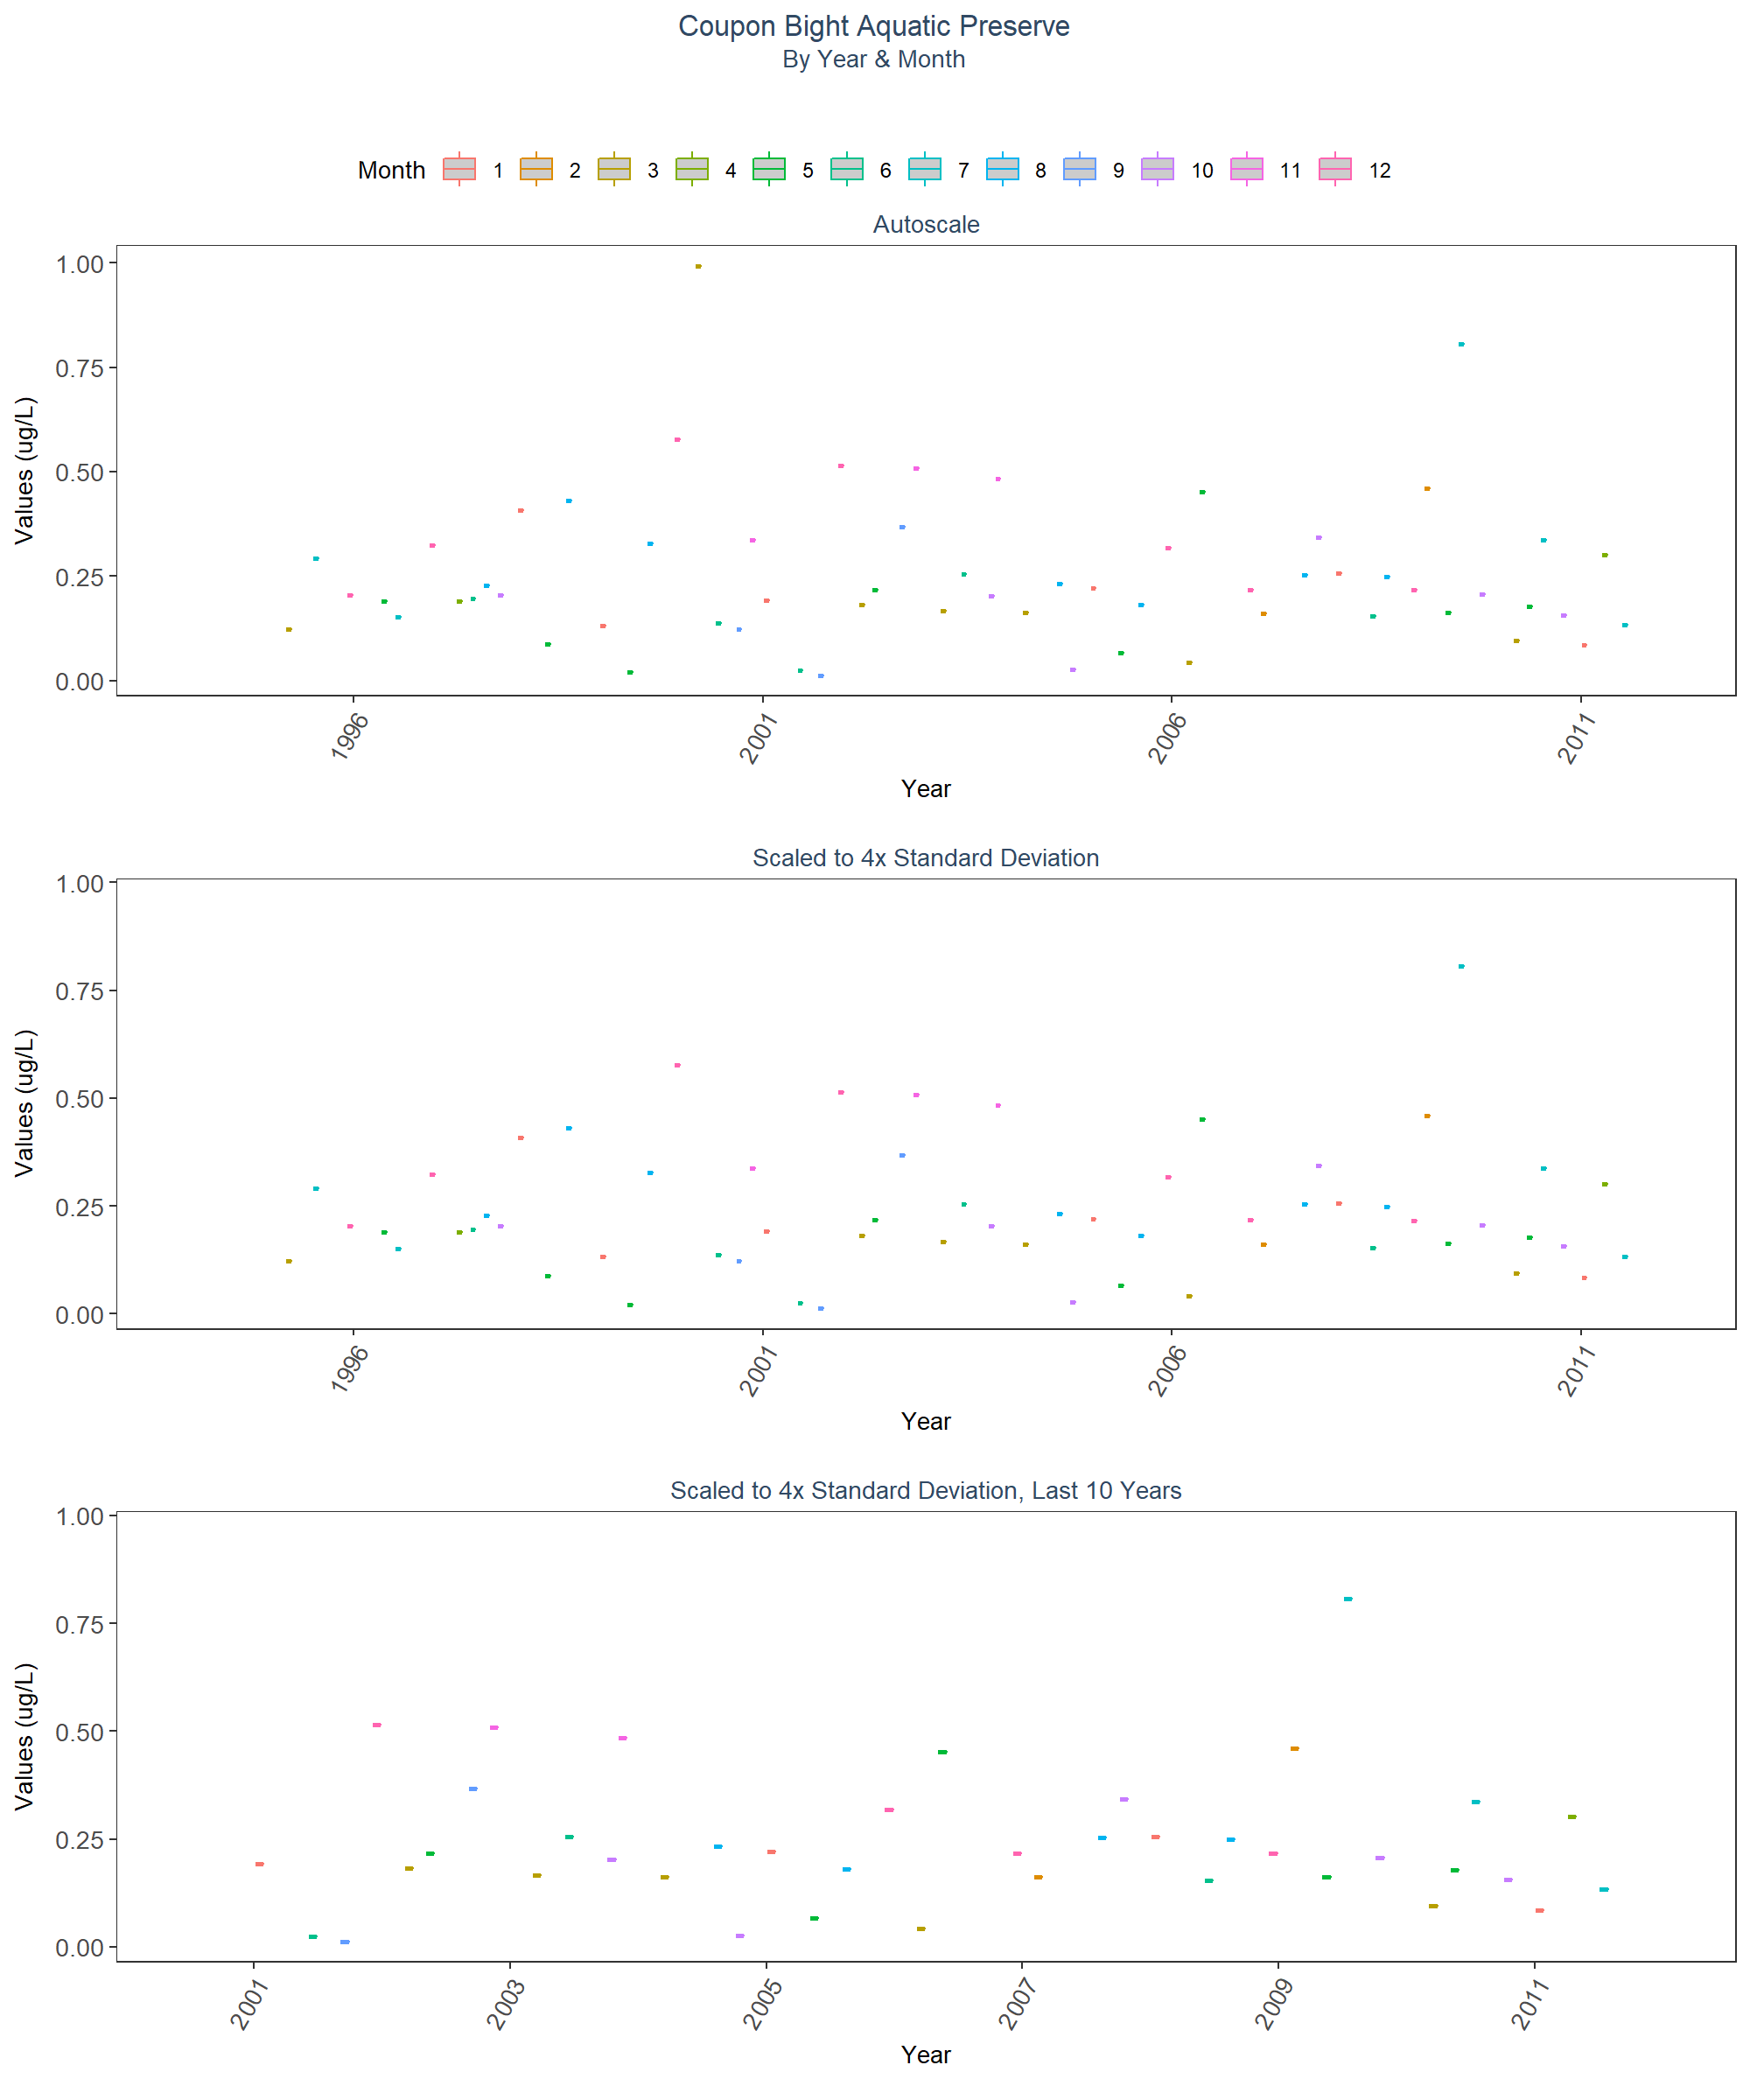 Coupon Bight Aquatic Preserve
By Year & Month
Month 1 2 3 4 5 6 7 8 9 10 11 12
Autoscale
Values (ug/L)
1.00
0.75
0.50
0.25
0.00
1996 2001 2006 2011
Year
Scaled to 4x Standard Deviation
Values (ug/L)
1.00
0.75
0.50
0.25
0.00
1996 2001 2006 2011
Year
Scaled to 4x Standard Deviation, Last 10 Years
Values (ug/L)
1.00
0.75
0.50
0.25
0.00
2001 2003 2005 2007 2009 2011
Year